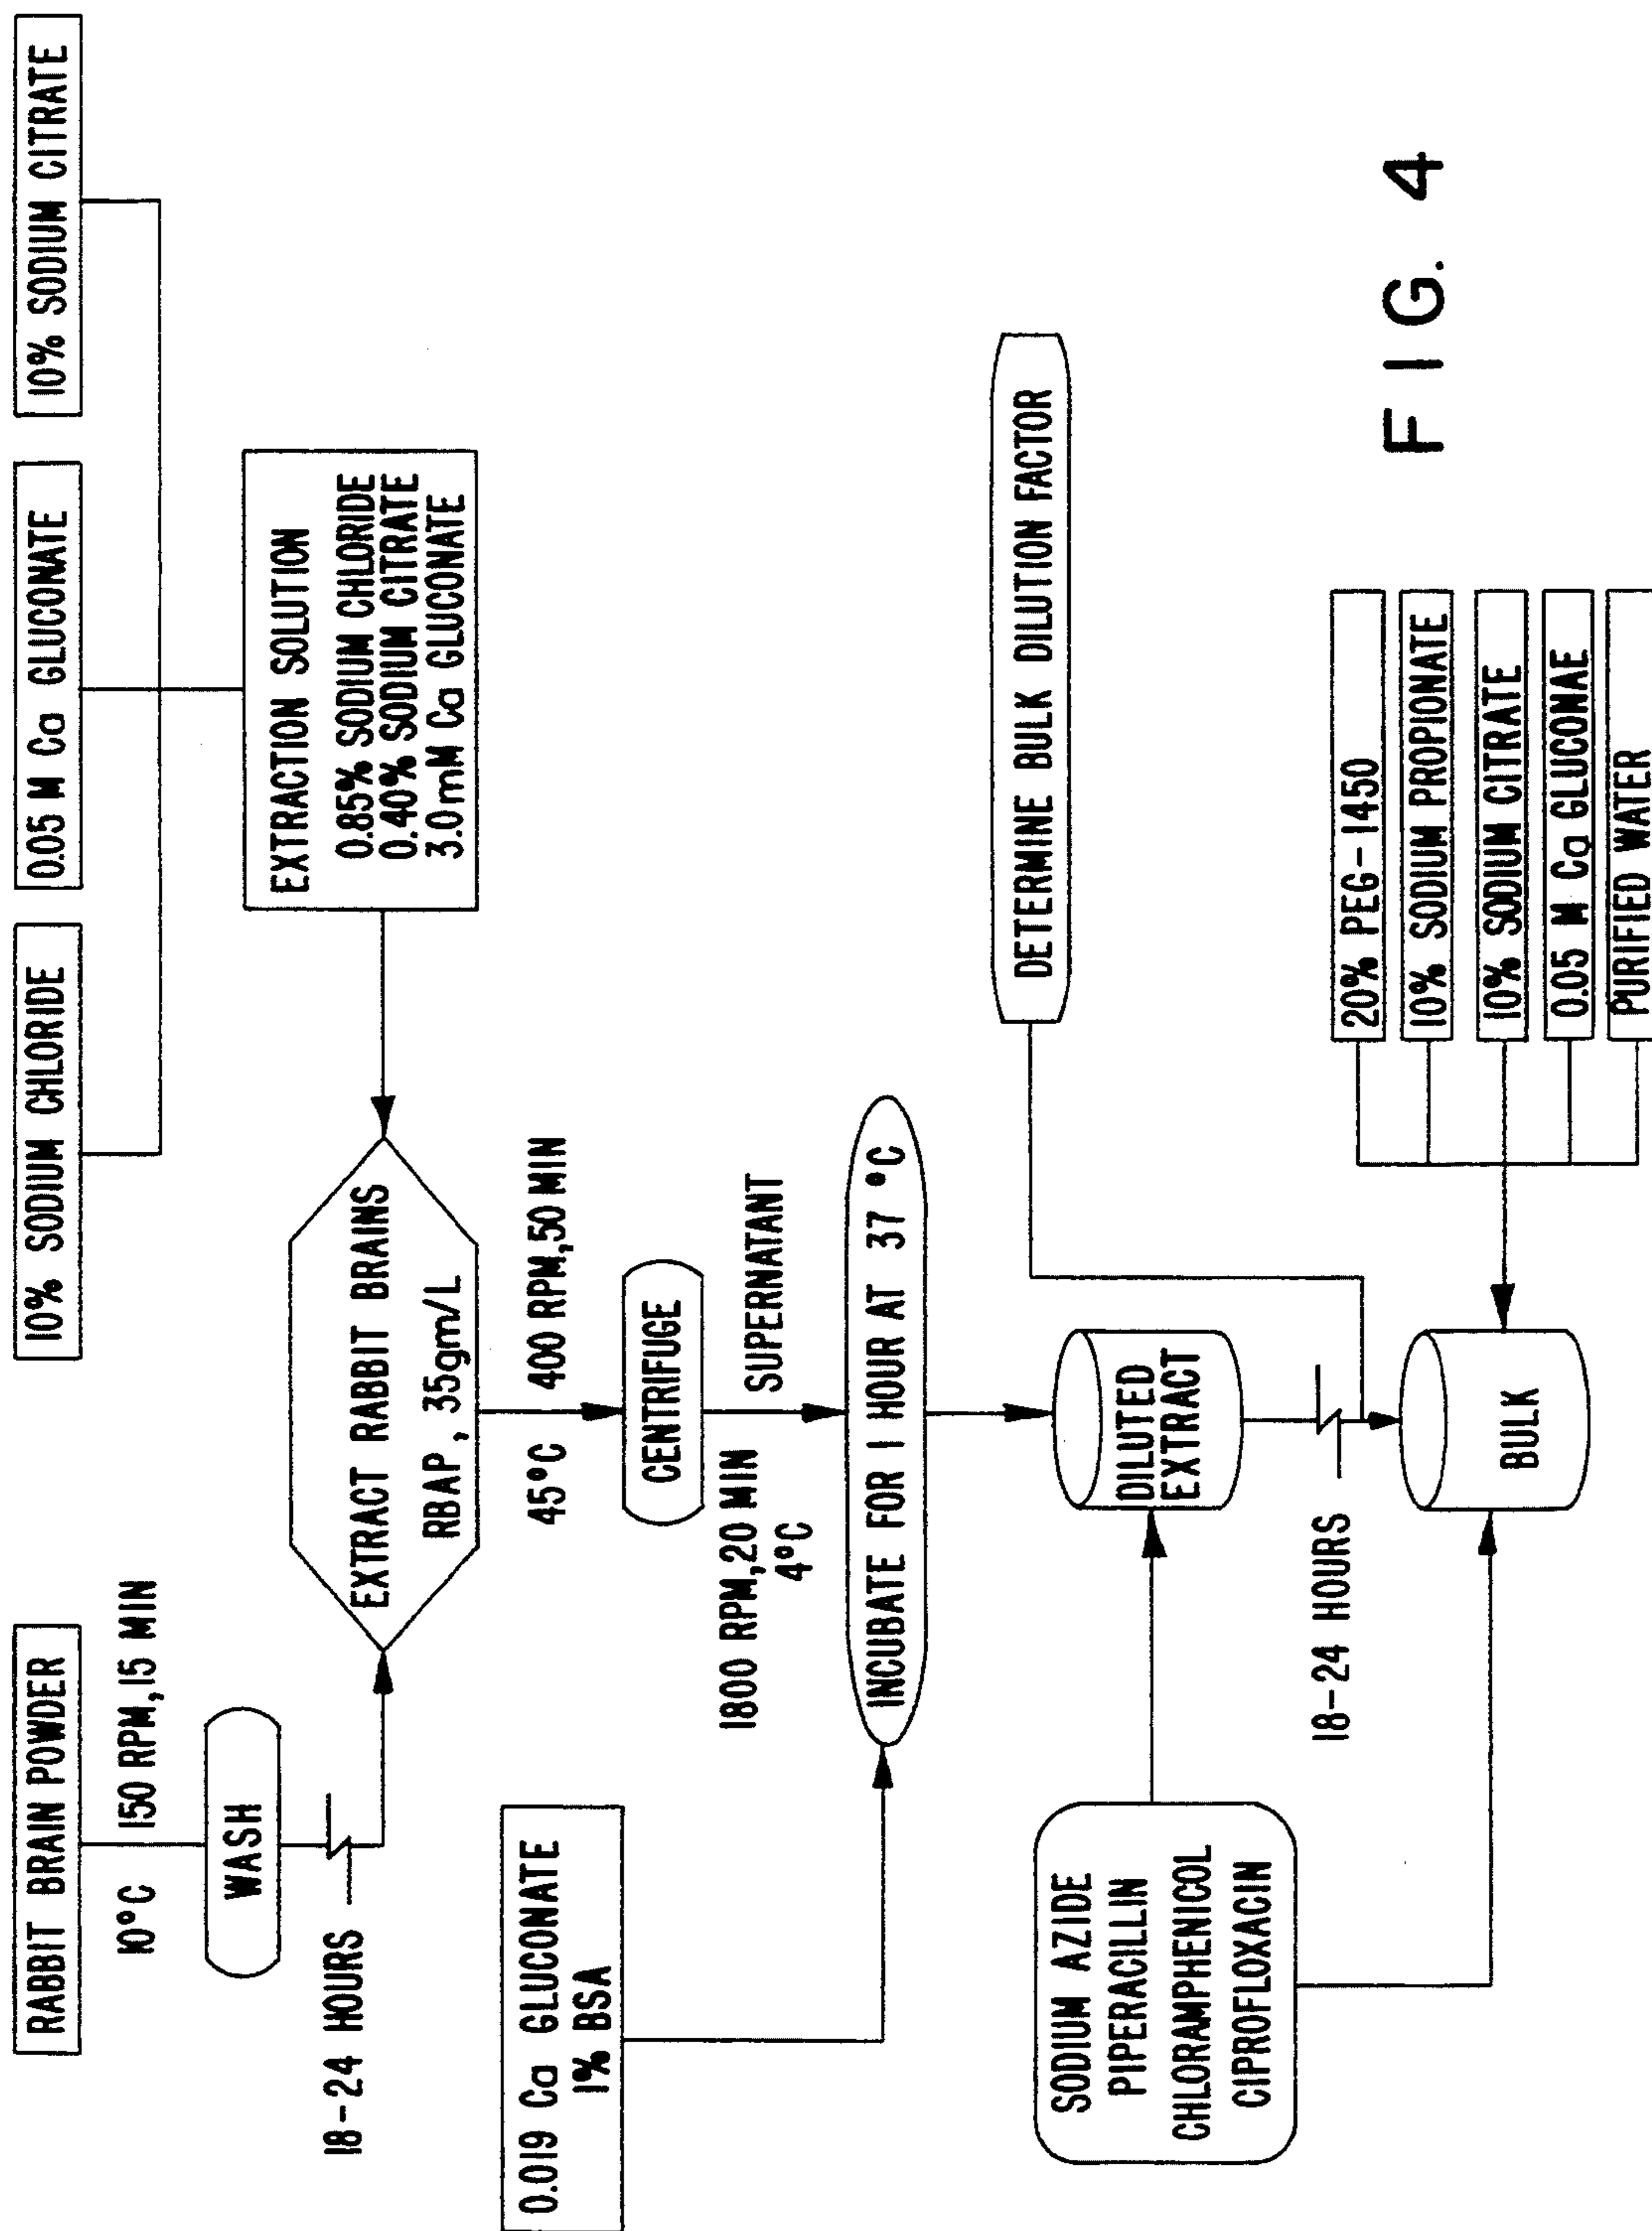 RABBIT BRAIN POWDER
10% SODIUM CHLORIDE
0.05 M Ca GLUCONATE
10% SODIUM CITRATE
10°C
150 RPM,15 MIN
WASH
18-24 HOURS
EXTRACTION SOLUTION
0.85% SODIUM CHLORIDE
0.40% SODIUM CITRATE
3.0mM Ca GLUCONATE
EXTRACT RABBIT BRAINS
RBAP, 35gm/L
45°C
400 RPM,50 MIN
CENTRIFUGE
1800 RPM,20 MIN
4°C
SUPERNATANT
0.019 Ca GLUCONATE
1% BSA
INCUBATE FOR 1 HOUR AT 37 °C
DETERMINE BULK DILUTION FACTOR
SODIUM AZIDE
PIPERACILLIN
CHLORAMPHENICOL
CIPROFLOXACIN
DILUTED
EXTRACT
18-24 HOURS
BULK
20% PEG-1450
10% SODIUM PROPIONATE
10% SODIUM CITRATE
0.05 M Ca GLUCONAE
PURIFIED WATER
FIG. 4